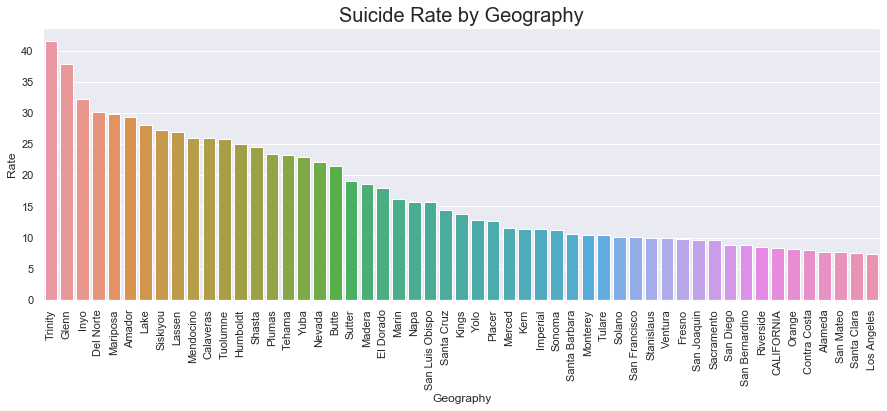 Suicide Rate by Geography
Rate
40
35
30
25
20
15
10
5
0
Trinity
Glenn
Inyo
Del Norte
Mariposa
Amador
Lake
Siskiyou
Lassen
Mendocino
Calaveras
Tuolumne
Humboldt
Shasta
Plumas
Tehama
Yuba
Nevada
Butte
Sutter
Madera
El Dorado
Marin
Napa
San Luis Obispo
Santa Cruz
Kings
Yolo
Placer
Merced
Kern
Imperial
Sonoma
Santa Barbara
Monterey
Tulare
Solano
San Francisco
Stanislaus
Ventura
Fresno
San Joaquin
Sacramento
San Diego
San Bernardino
Riverside
CALIFORNIA
Orange
Contra Costa
Alameda
San Mateo
Santa Clara
Los Angeles
Geography